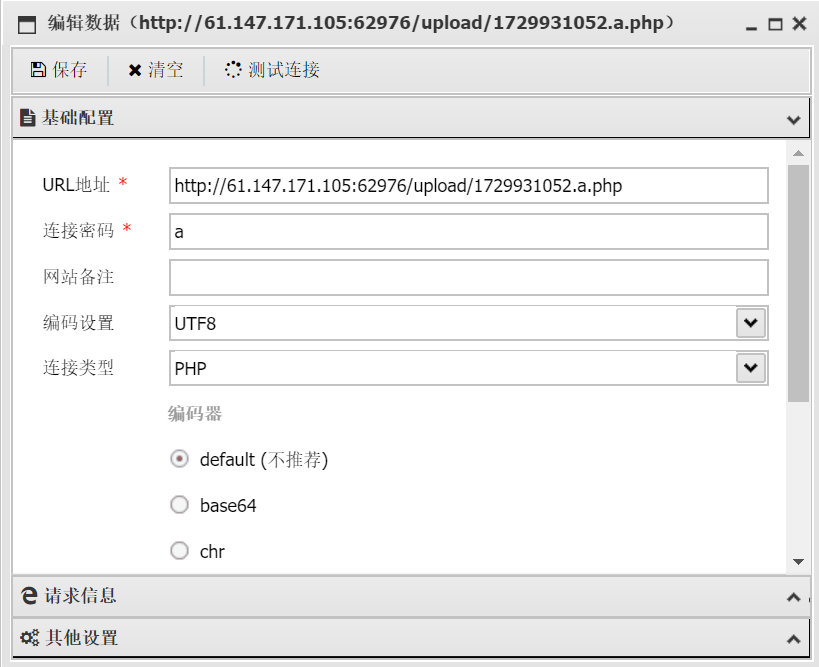 编辑数据（http://61.147.171.105:62976/upload/1729931052.a.php）
保存 清空 测试连接
基础配置
URL地址 * http://61.147.171.105:62976/upload/1729931052.a.php
连接密码 * a
网站备注
编码设置 UTF8
连接类型 PHP
编码器
default (不推荐)
base64
chr
请求信息
其他设置